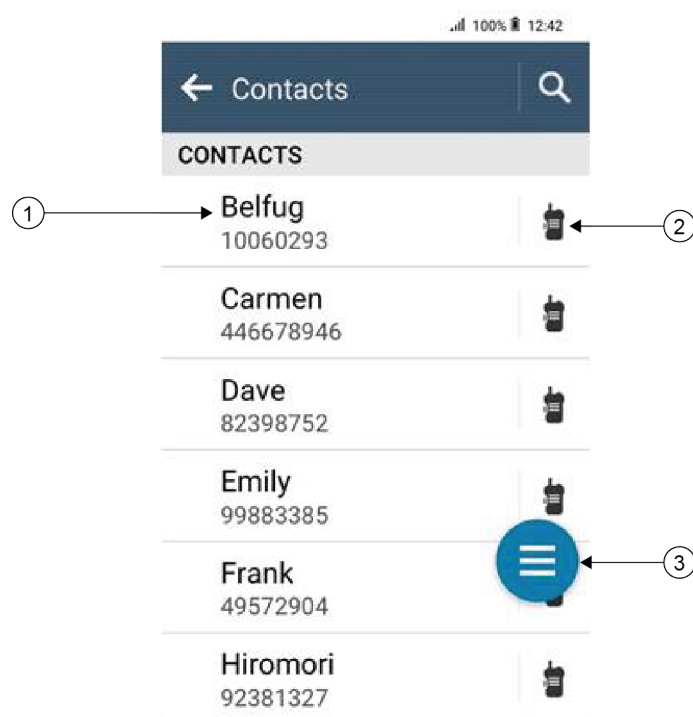 100% 12:42
Contacts
CONTACTS
1
Belfug
2
10060293
Carmen
446678946
Dave
82398752
Emily
99883385
3
Frank
49572904
Hiromori
92381327